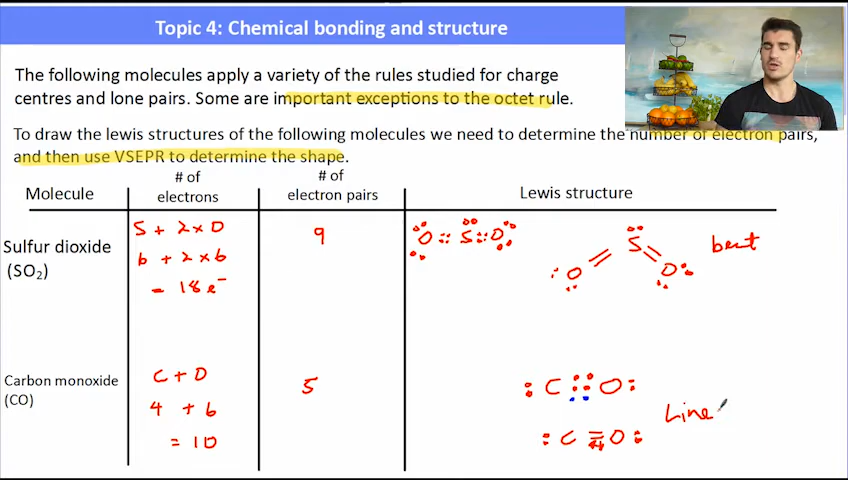 Topic 4: Chemical bonding and structure
The following molecules apply a variety of the rules studied for charge
centres and lone pairs. Some are important exceptions to the octet rule.
To draw the lewis structures of the following molecules we need to determine the number of electron pairs,
and then use VSEPR to determine the shape.
Molecule
# of
electrons
# of
electron pairs
Lewis structure
Sulfur dioxide
(SO₂)
S + 2 x O
6 + 2 x 6
= 18 e⁻
9
O :: S :: O
S
O O
bent
Carbon monoxide
(CO)
C + O
4 + 6
= 10
5
: C O :
: C ≡ O :
Line